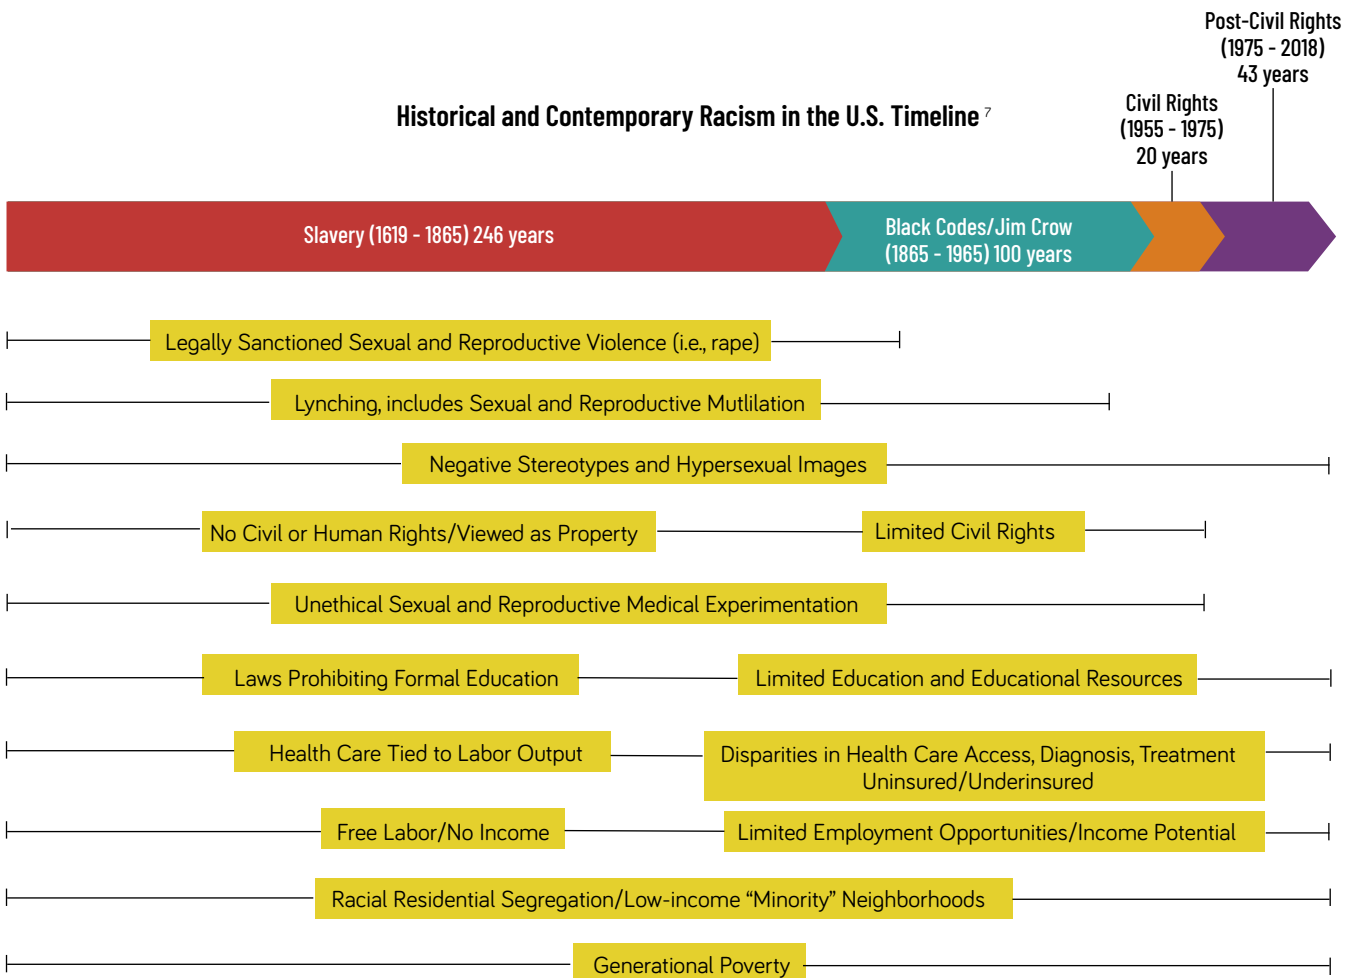 Post-Civil Rights
(1975 - 2018)
43 years
Civil Rights
(1955 - 1975)
20 years
Historical and Contemporary Racism in the U.S. Timeline 7
Slavery (1619 - 1865) 246 years
Black Codes/Jim Crow
(1865 - 1965) 100 years
Legally Sanctioned Sexual and Reproductive Violence (i.e., rape)
Lynching, includes Sexual and Reproductive Mutlilation
Negative Stereotypes and Hypersexual Images
No Civil or Human Rights/Viewed as Property
Limited Civil Rights
Unethical Sexual and Reproductive Medical Experimentation
Laws Prohibiting Formal Education
Limited Education and Educational Resources
Health Care Tied to Labor Output
Disparities in Health Care Access, Diagnosis, Treatment
Uninsured/Underinsured
Free Labor/No Income
Limited Employment Opportunities/Income Potential
Racial Residential Segregation/Low-income “Minority” Neighborhoods
Generational Poverty